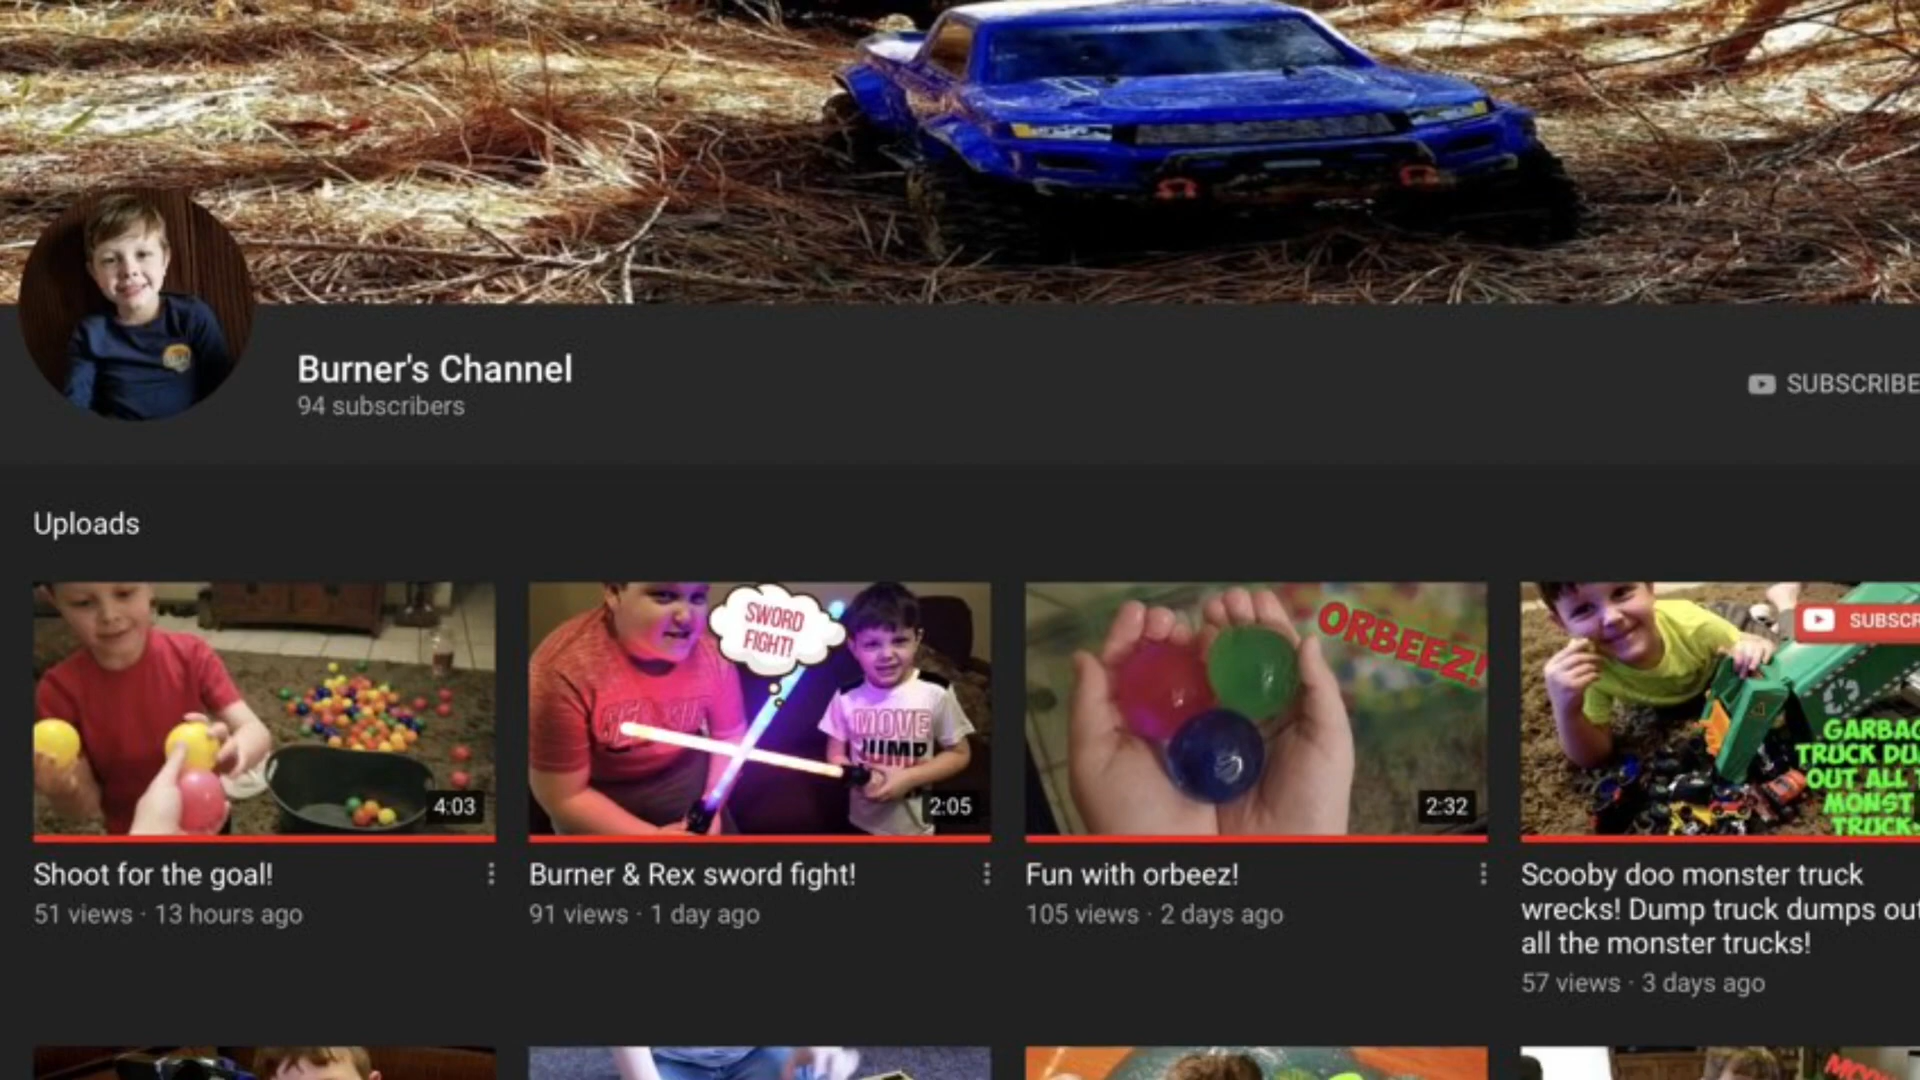 Burner's Channel
94 subscribers
SUBSCRIBE
Uploads
SWORD
FIGHT!
MOVE
JUMP
ORBEEZ!
SUBSCR
GARBAG
TRUCK DU
OUT ALL T
MONST
TRUCK
4:03
2:05
2:32
Shoot for the goal!
51 views · 13 hours ago
Burner & Rex sword fight!
91 views · 1 day ago
Fun with orbeez!
105 views · 2 days ago
Scooby doo monster truck
wrecks! Dump truck dumps out
all the monster trucks!
57 views · 3 days ago